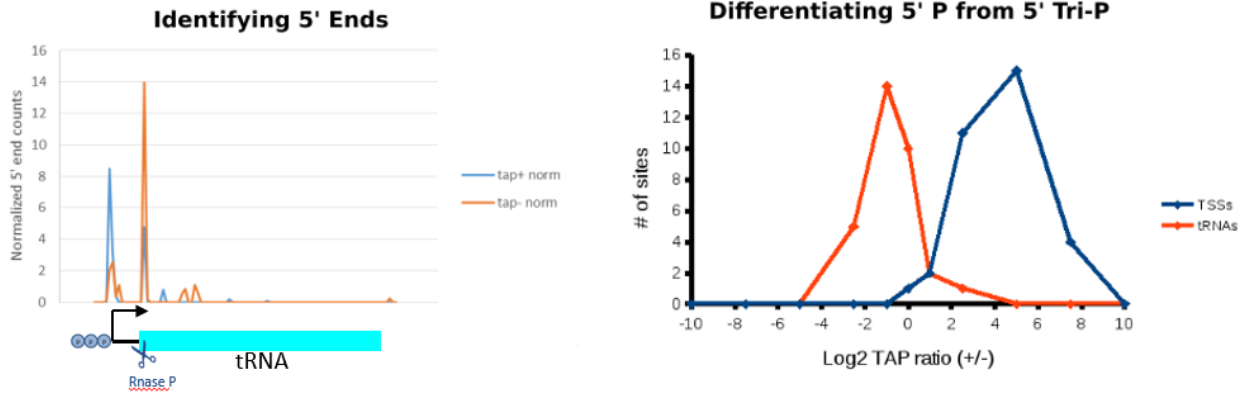 Identifying 5' Ends
16
14
12
10
8
6
4
2
0
Normalized 5' end counts
tap+ norm
tap- norm
P P P
tRNA
Rnase P
Differentiating 5' P from 5' Tri-P
16
14
12
10
8
6
4
2
0
# of sites
-10 -8 -6 -4 -2 0 2 4 6 8 10
Log2 TAP ratio (+/-)
TSSs
tRNAs